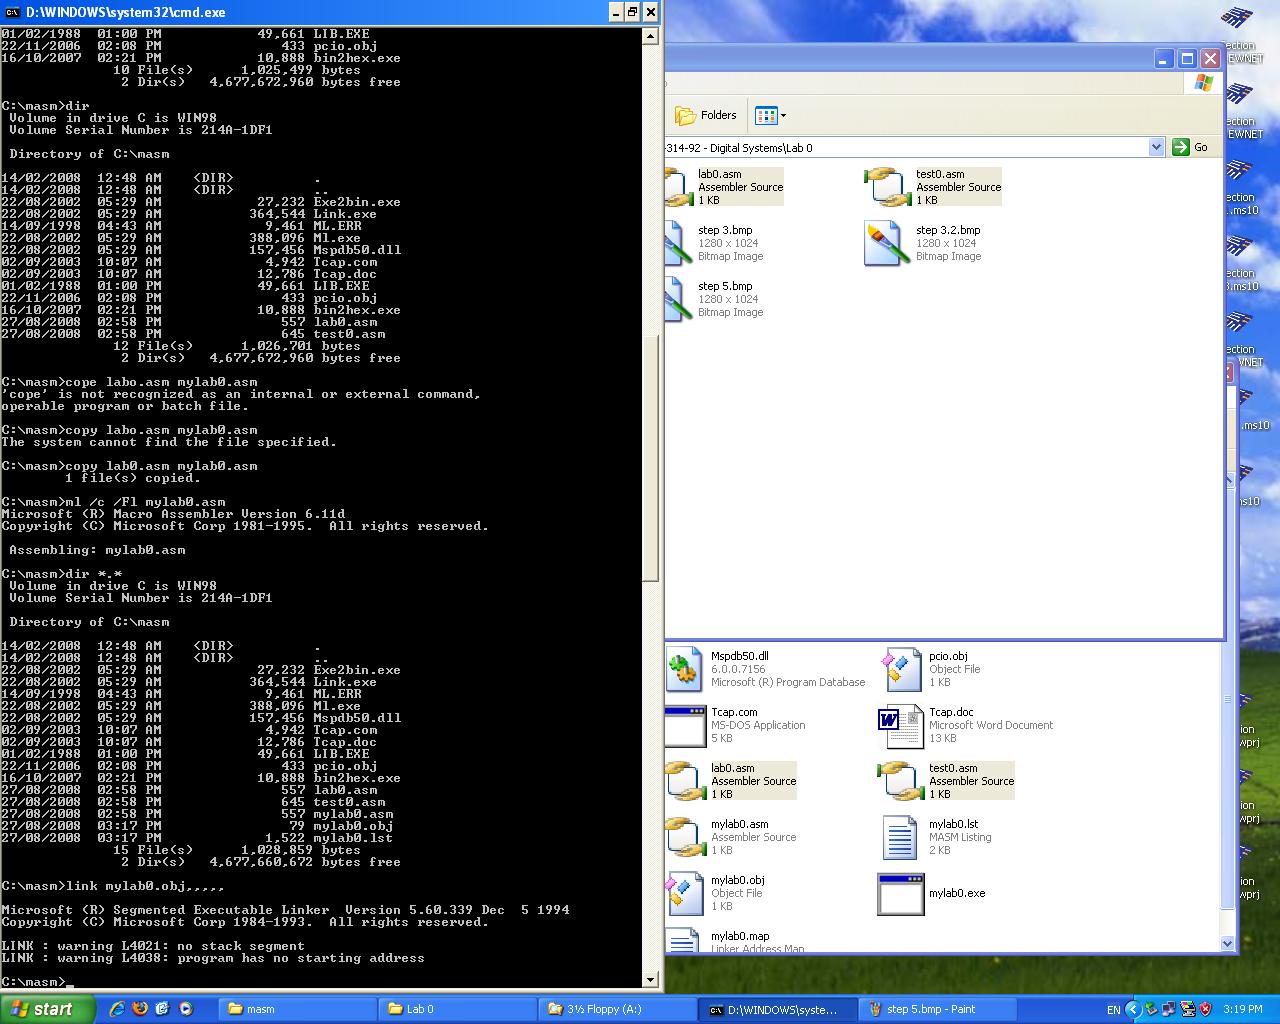 D:\WINDOWS\system32\cmd.exe
01/02/1988  01:00 PM            49,661 LIB.EXE
22/11/2006  02:08 PM               433 pcio.obj
16/10/2007  02:21 PM            10,888 bin2hex.exe
              10 File(s)      1,025,499 bytes
               2 Dir(s)   4,677,672,960 bytes free
C:\masm>dir
 Volume in drive C is WIN98
 Volume Serial Number is 214A-1DF1
 Directory of C:\masm
14/02/2008  12:48 AM    <DIR>          .
14/02/2008  12:48 AM    <DIR>          ..
22/08/2002  05:29 AM            27,232 Exe2bin.exe
22/08/2002  05:29 AM           364,544 Link.exe
14/09/1998  04:43 AM             9,461 ML.ERR
22/08/2002  05:29 AM           388,096 Ml.exe
22/08/2002  05:29 AM           157,456 Mspdb50.dll
02/09/2003  10:07 AM             4,942 Tcap.com
02/09/2003  10:07 AM            12,786 Tcap.doc
01/02/1988  01:00 PM            49,661 LIB.EXE
22/11/2006  02:08 PM               433 pcio.obj
16/10/2007  02:21 PM            10,888 bin2hex.exe
27/08/2008  02:58 PM               557 lab0.asm
27/08/2008  02:58 PM               645 test0.asm
              12 File(s)      1,026,701 bytes
               2 Dir(s)   4,677,672,960 bytes free
C:\masm>cope labo.asm mylab0.asm
'cope' is not recognized as an internal or external command,
operable program or batch file.
C:\masm>copy labo.asm mylab0.asm
The system cannot find the file specified.
C:\masm>copy lab0.asm mylab0.asm
        1 file(s) copied.
C:\masm>ml /c /Fl mylab0.asm
Microsoft (R) Macro Assembler Version 6.11d
Copyright (C) Microsoft Corp 1981-1995.  All rights reserved.
 Assembling: mylab0.asm
C:\masm>dir *.*
 Volume in drive C is WIN98
 Volume Serial Number is 214A-1DF1
 Directory of C:\masm
14/02/2008  12:48 AM    <DIR>          .
14/02/2008  12:48 AM    <DIR>          ..
22/08/2002  05:29 AM            27,232 Exe2bin.exe
22/08/2002  05:29 AM           364,544 Link.exe
14/09/1998  04:43 AM             9,461 ML.ERR
22/08/2002  05:29 AM           388,096 Ml.exe
22/08/2002  05:29 AM           157,456 Mspdb50.dll
02/09/2003  10:07 AM             4,942 Tcap.com
02/09/2003  10:07 AM            12,786 Tcap.doc
01/02/1988  01:00 PM            49,661 LIB.EXE
22/11/2006  02:08 PM               433 pcio.obj
16/10/2007  02:21 PM            10,888 bin2hex.exe
27/08/2008  02:58 PM               557 lab0.asm
27/08/2008  02:58 PM               645 test0.asm
27/08/2008  02:58 PM               557 mylab0.asm
27/08/2008  03:17 PM                79 mylab0.obj
27/08/2008  03:17 PM             1,522 mylab0.lst
              15 File(s)      1,028,859 bytes
               2 Dir(s)   4,677,660,672 bytes free
C:\masm>link mylab0.obj,,,,,
Microsoft (R) Segmented Executable Linker  Version 5.60.339 Dec  5 1994
Copyright (C) Microsoft Corp 1984-1993.  All rights reserved.
LINK : warning L4021: no stack segment
LINK : warning L4038: program has no starting address
C:\masm>_
Folders
-314-92 - Digital Systems\Lab 0
Go
lab0.asm
Assembler Source
1 KB
test0.asm
Assembler Source
1 KB
step 3.bmp
1280 x 1024
Bitmap Image
step 3.2.bmp
1280 x 1024
Bitmap Image
step 5.bmp
1280 x 1024
Bitmap Image
Mspdb50.dll
6.0.0.7156
Microsoft (R) Program Database
pcio.obj
Object File
1 KB
Tcap.com
MS-DOS Application
5 KB
Tcap.doc
Microsoft Word Document
13 KB
lab0.asm
Assembler Source
1 KB
test0.asm
Assembler Source
1 KB
mylab0.asm
Assembler Source
1 KB
mylab0.lst
MASM Listing
2 KB
mylab0.obj
Object File
1 KB
mylab0.exe
mylab0.map
Linker Address Map
start
masm
Lab 0
3½ Floppy (A:)
D:\WINDOWS\syste...
step 5.bmp - Paint
EN
3:19 PM